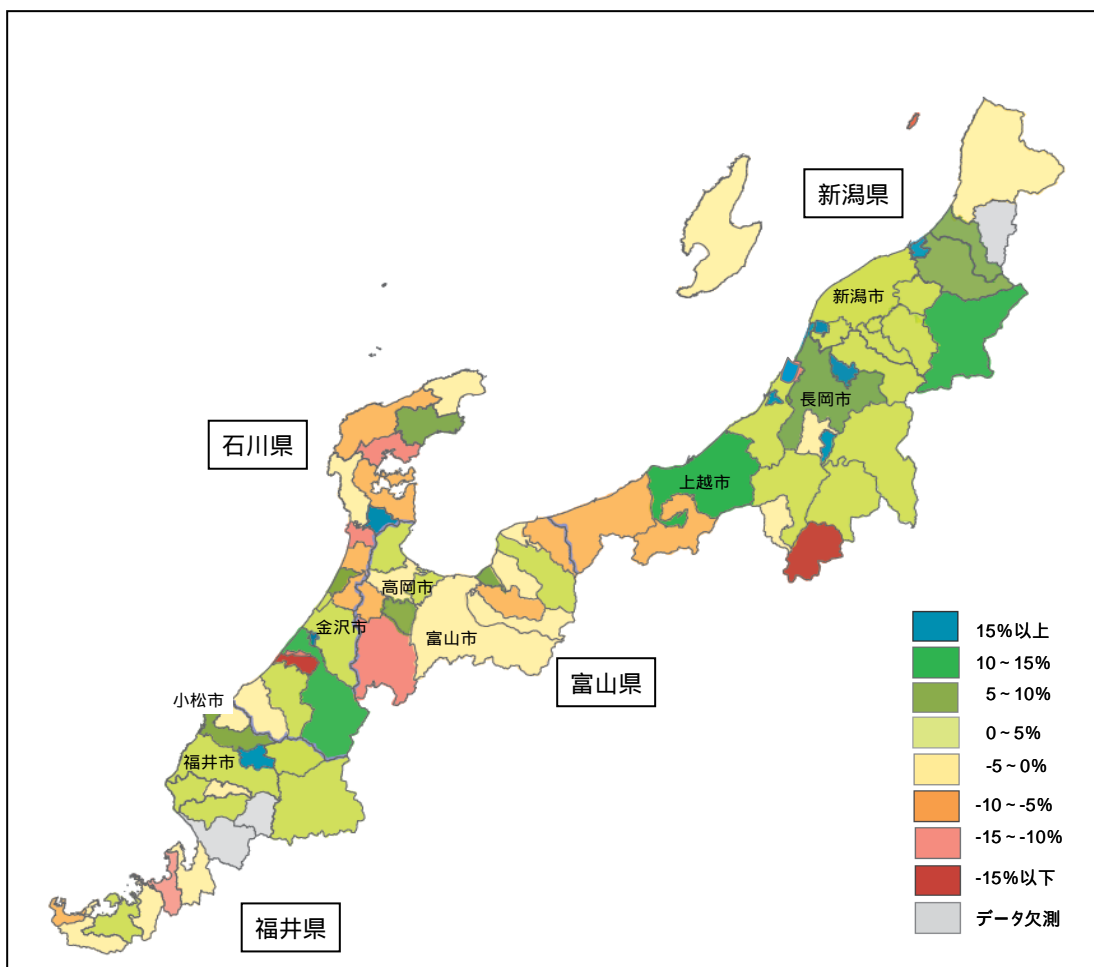 新潟県
新潟市
長岡市
石川県
上越市
高岡市
金沢市
富山市
富山県
小松市
福井市
福井県
15%以上
10~15%
5~10%
0~5%
-5~0%
-10~-5%
-15~-10%
-15%以下
データ欠測